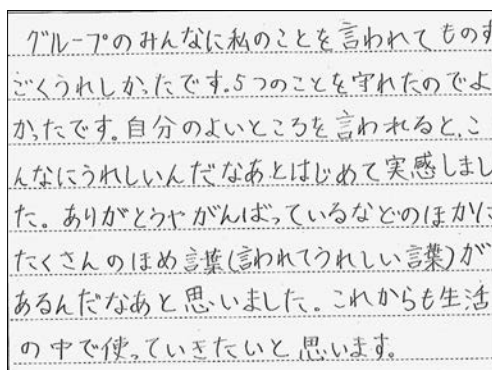 グループのみんなに私のことを言われてものす
ごくうれしかったです。5つのことを守れたのでよ
かったです。自分のよいところを言われると、こ
んなにうれしいんだなあとはじめて実感しまし
た。ありがとうやがんばっているなどのほかに
たくさんのほめ言葉(言われてうれしい言葉)が
あるんだなあと思いました。これからも生活
の中で使っていきたいと思います。